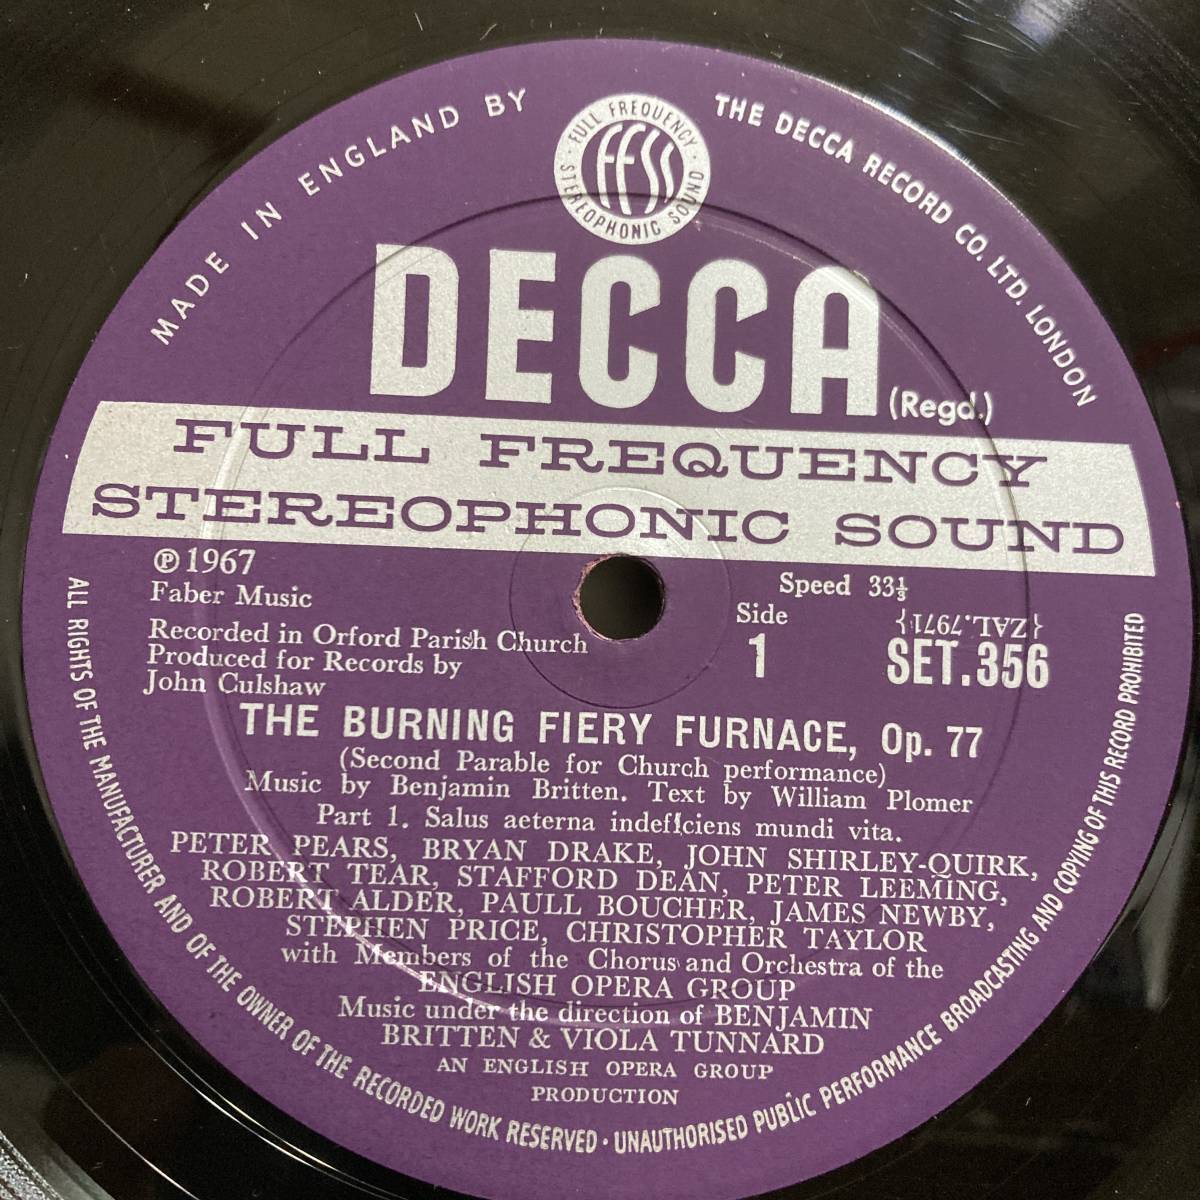 MADE IN ENGLAND BY
THE DECCA RECORD CO. LTD. LONDON
FULL FREQUENCY
FFSS
STEREOPHONIC SOUND
DECCA (Regd.)
FULL FREQUENCY
STEREOPHONIC SOUND
℗ 1967
Faber Music
Recorded in Orford Parish Church
Produced for Records by
John Culshaw
Speed 33⅓
Side
1
{ZAL.7971}
SET.356
THE BURNING FIERY FURNACE, Op. 77
(Second Parable for Church performance)
Music by Benjamin Britten. Text by William Plomer
Part 1. Salus aeterna indeficiens mundi vita.
PETER PEARS, BRYAN DRAKE, JOHN SHIRLEY-QUIRK,
ROBERT TEAR, STAFFORD DEAN, PETER LEEMING,
ROBERT ALDER, PAULL BOUCHER, JAMES NEWBY,
STEPHEN PRICE, CHRISTOPHER TAYLOR
with Members of the Chorus and Orchestra of the
ENGLISH OPERA GROUP
Music under the direction of BENJAMIN
BRITTEN & VIOLA TUNNARD
AN ENGLISH OPERA GROUP
PRODUCTION
ALL RIGHTS OF THE MANUFACTURER AND OF THE OWNER OF THE RECORDED WORK RESERVED · UNAUTHORISED PUBLIC PERFORMANCE BROADCASTING AND COPYING OF THIS RECORD PROHIBITED